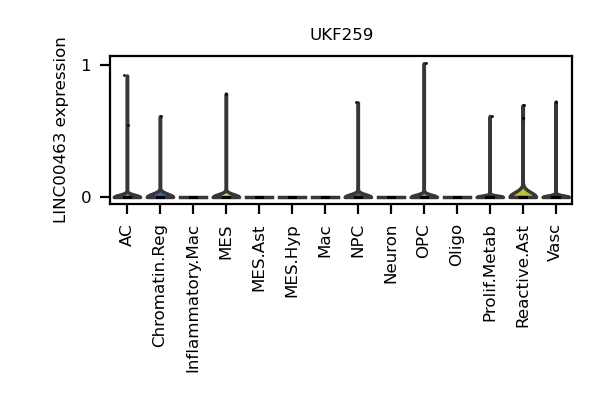 UKF259
LINC00463 expression
1
0
AC
Chromatin.Reg
Inflammatory.Mac
MES
MES.Ast
MES.Hyp
Mac
NPC
Neuron
OPC
Oligo
Prolif.Metab
Reactive.Ast
Vasc